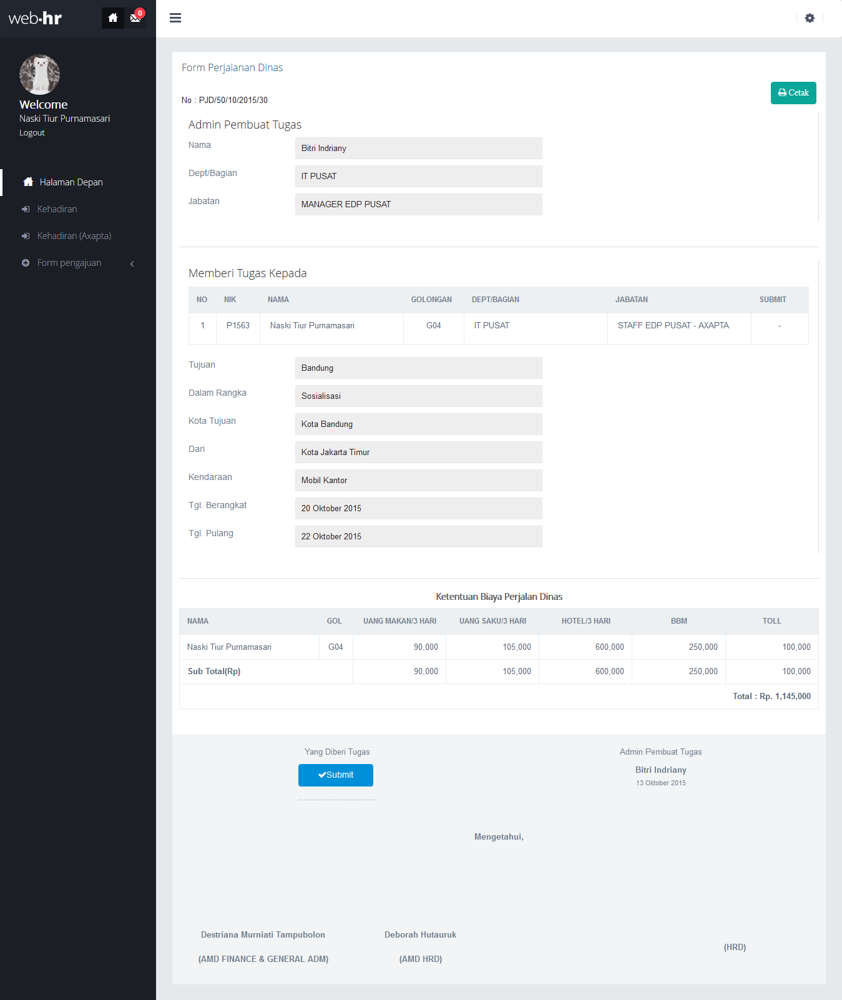 web•hr
0
Welcome
Naski Tiur Purnamasari
Logout
Halaman Depan
Kehadiran
Kehadiran (Axapta)
Form pengajuan
Form Perjalanan Dinas
No : PJD/50/10/2015/30
Cetak
Admin Pembuat Tugas
Nama Bitri Indriany
Dept/Bagian IT PUSAT
Jabatan MANAGER EDP PUSAT
Memberi Tugas Kepada
NO NIK NAMA GOLONGAN DEPT/BAGIAN JABATAN SUBMIT
1 P1563 Naski Tiur Purnamasari G04 IT PUSAT STAFF EDP PUSAT - AXAPTA -
Tujuan Bandung
Dalam Rangka Sosialisasi
Kota Tujuan Kota Bandung
Dari Kota Jakarta Timur
Kendaraan Mobil Kantor
Tgl. Berangkat 20 Oktober 2015
Tgl. Pulang 22 Oktober 2015
Ketentuan Biaya Perjalan Dinas
NAMA GOL UANG MAKAN/3 HARI UANG SAKU/3 HARI HOTEL/3 HARI BBM TOLL
Naski Tiur Purnamasari G04 90,000 105,000 600,000 250,000 100,000
Sub Total(Rp) 90,000 105,000 600,000 250,000 100,000
Total : Rp. 1,145,000
Yang Diberi Tugas Admin Pembuat Tugas
Submit Bitri Indriany
13 Oktober 2015
Mengetahui,
Destriana Murniati Tampubolon Deborah Hutauruk
(HRD)
(AMD FINANCE & GENERAL ADM) (AMD HRD)